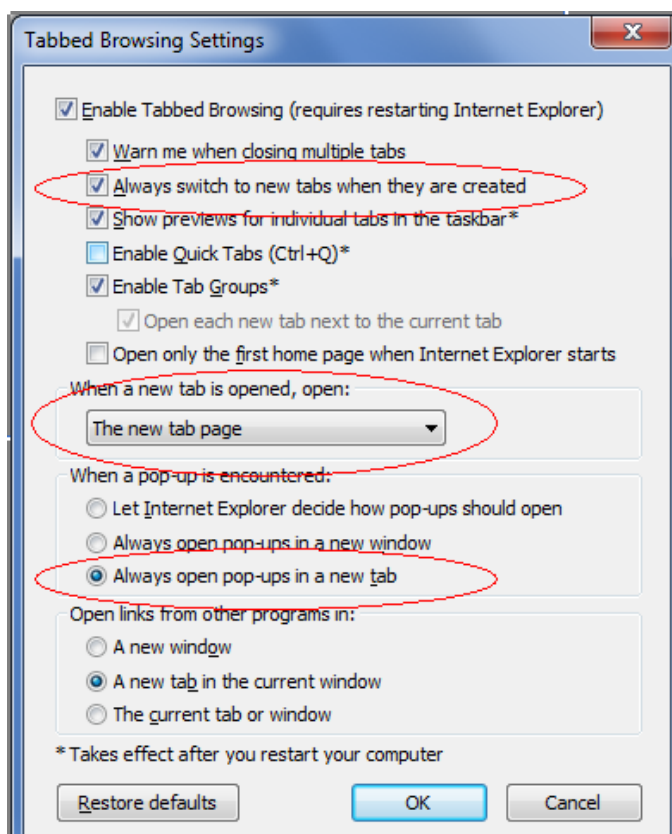 Tabbed Browsing Settings
Enable Tabbed Browsing (requires restarting Internet Explorer)
Warn me when closing multiple tabs
Always switch to new tabs when they are created
Show previews for individual tabs in the taskbar*
Enable Quick Tabs (Ctrl+Q)*
Enable Tab Groups*
Open each new tab next to the current tab
Open only the first home page when Internet Explorer starts
When a new tab is opened, open:
The new tab page
When a pop-up is encountered:
Let Internet Explorer decide how pop-ups should open
Always open pop-ups in a new window
Always open pop-ups in a new tab
Open links from other programs in:
A new window
A new tab in the current window
The current tab or window
* Takes effect after you restart your computer
Restore defaults OK Cancel